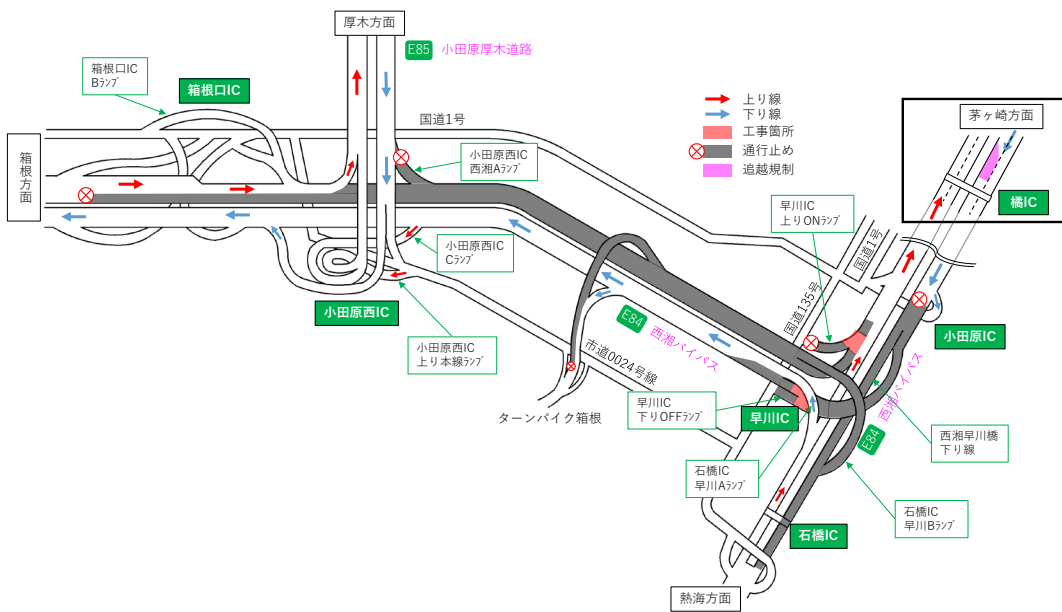 厚木方面
E85 小田原厚木道路
箱根口IC
Bランプ
箱根口IC
国道1号
上り線
下り線
工事箇所
通行止め
追越規制
茅ヶ崎方面
橘IC
箱根方面
小田原西IC
西湘Aランプ
早川IC
上りONランプ
国道1号
国道135号
小田原西IC
Cランプ
小田原西IC
小田原西IC
上り本線ランプ
E84 西湘バイパス
市道0024号線
ターンパイク箱根
小田原IC
早川IC
下りOFFランプ
早川IC
E84 西湘バイパス
西湘早川橋
下り線
石橋IC
早川Aランプ
石橋IC
早川Bランプ
石橋IC
熱海方面